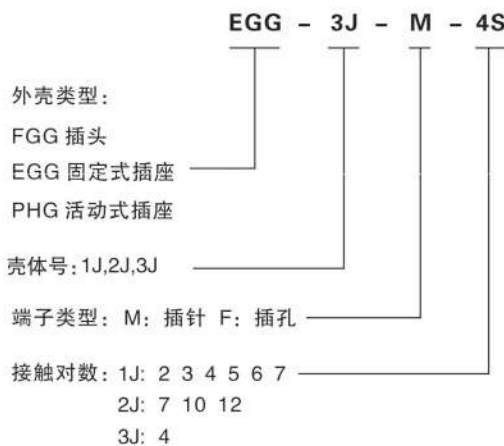 EGG – 3J – M – 4S
外壳类型:
FGG 插头
EGG 固定式插座
PHG 活动式插座
壳体号:1J,2J,3J
端子类型: M: 插针 F: 插孔
接触对数: 1J: 2 3 4 5 6 7
2J: 7 10 12
3J: 4